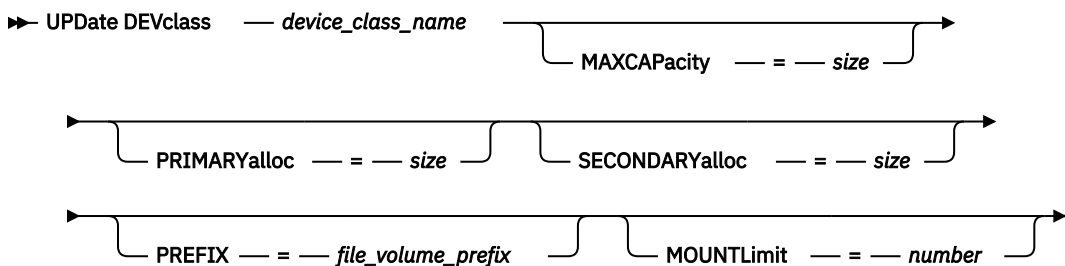 UPDate DEVclass — device_class_name
MAXCAPacity — = — size
PRIMARYalloc — = — size SECONDARYalloc — = — size
PREFIX — = — file_volume_prefix MOUNTLimit — = — number